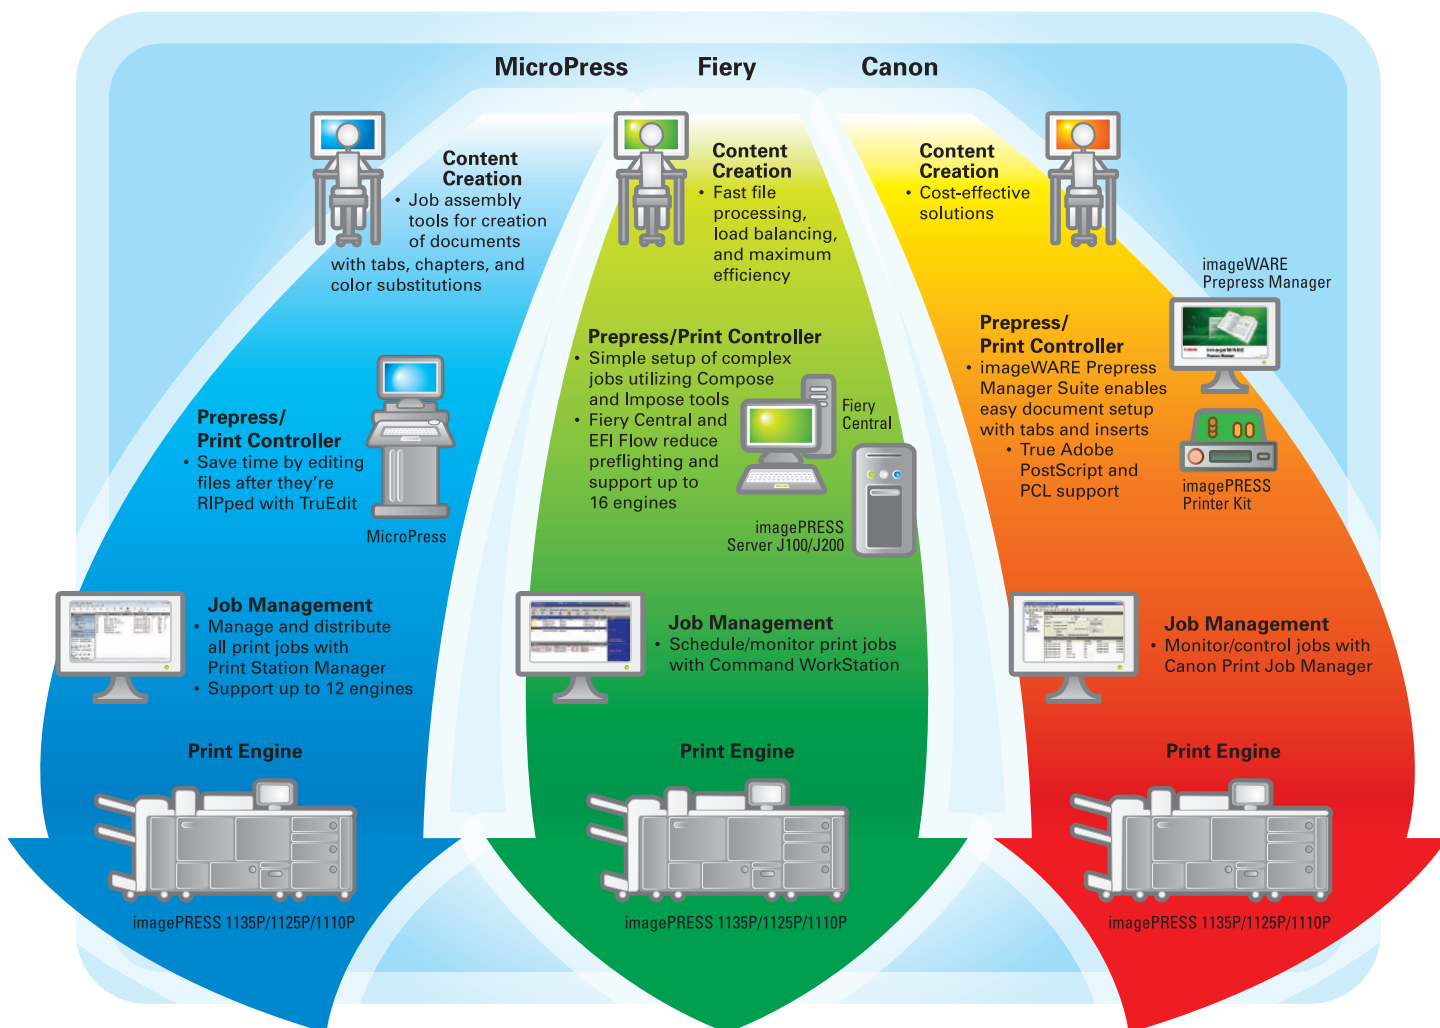 MicroPress
Fiery
Canon
Content
Creation
• Job assembly
tools for creation
of documents
with tabs, chapters, and
color substitutions
Prepress/
Print Controller
• Save time by editing
files after they're
RIPped with TruEdit
MicroPress
Job Management
• Manage and distribute
all print jobs with
Print Station Manager
• Support up to 12 engines
Print Engine
imagePRESS 1135P/1125P/1110P
Content
Creation
• Fast file
processing,
load balancing,
and maximum
efficiency
Prepress/Print Controller
• Simple setup of complex
jobs utilizing Compose
and Impose tools
• Fiery Central and
EFI Flow reduce
preflighting and
support up to
16 engines
Fiery
Central
imagePRESS
Server J100/J200
Job Management
• Schedule/monitor print jobs
with Command WorkStation
Print Engine
imagePRESS 1135P/1125P/1110P
Content
Creation
• Cost-effective
solutions
imageWARE
Prepress Manager
Prepress/
Print Controller
• imageWARE Prepress
Manager Suite enables
easy document setup
with tabs and inserts
• True Adobe
PostScript and
PCL support
imagePRESS
Printer Kit
Job Management
• Monitor/control jobs with
Canon Print Job Manager
Print Engine
imagePRESS 1135P/1125P/1110P